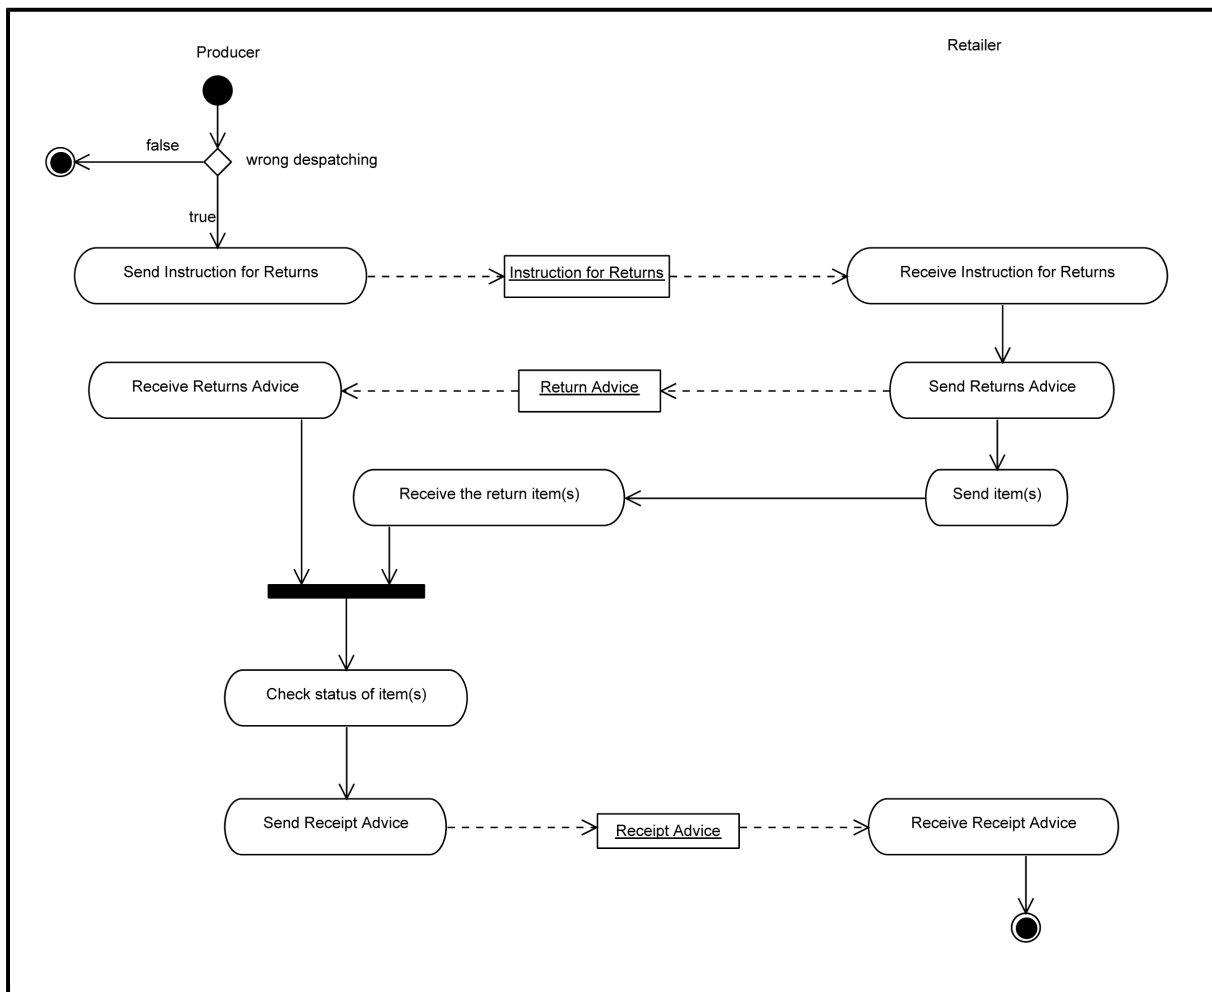 Producer
Retailer
false
wrong despatching
true
Send Instruction for Returns
Instruction for Returns
Receive Instruction for Returns
Receive Returns Advice
Return Advice
Send Returns Advice
Receive the return item(s)
Send item(s)
Check status of item(s)
Send Receipt Advice
Receipt Advice
Receive Receipt Advice